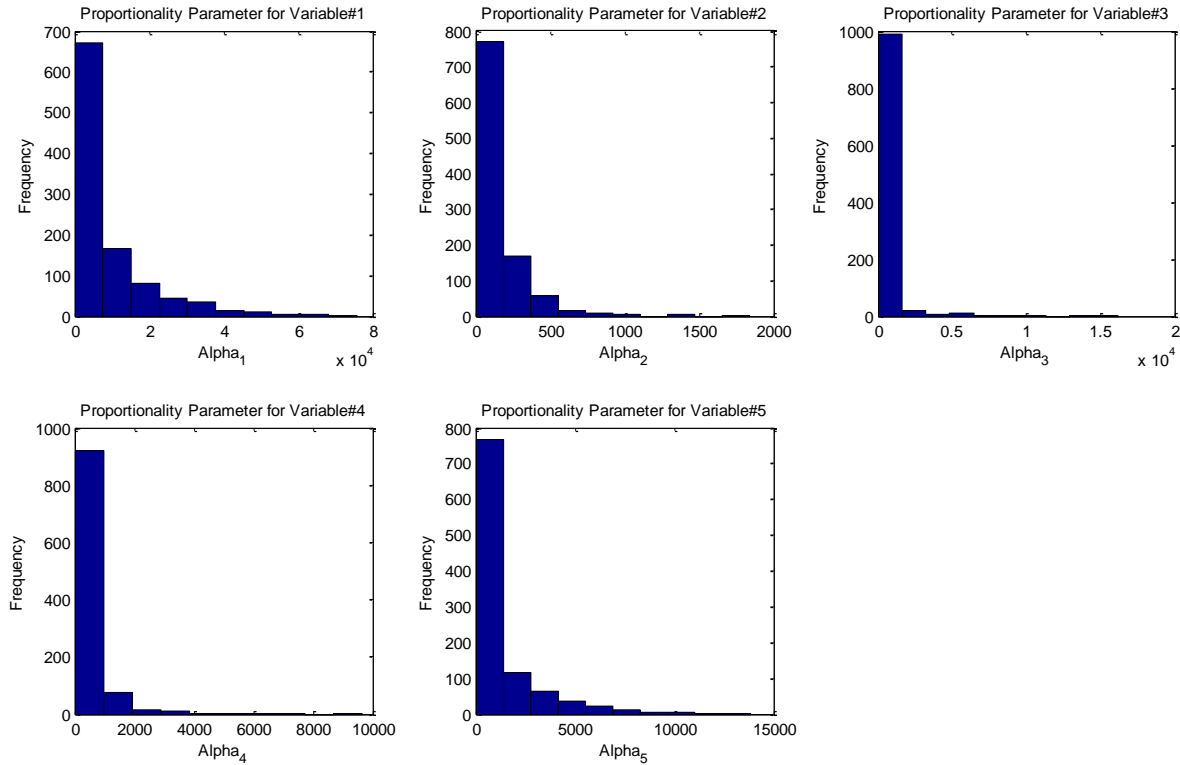 Proportionality Parameter for Variable#1
700
600
500
400
300
200
100
0
Frequency
0 2 4 6 8
Alpha1
x 10^4
Proportionality Parameter for Variable#2
800
700
600
500
400
300
200
100
0
Frequency
0 500 1000 1500 2000
Alpha2
Proportionality Parameter for Variable#3
1000
800
600
400
200
0
Frequency
0 0.5 1 1.5 2
Alpha3
x 10^4
Proportionality Parameter for Variable#4
1000
800
600
400
200
0
Frequency
0 2000 4000 6000 8000 10000
Alpha4
Proportionality Parameter for Variable#5
800
700
600
500
400
300
200
100
0
Frequency
0 5000 10000 15000
Alpha5